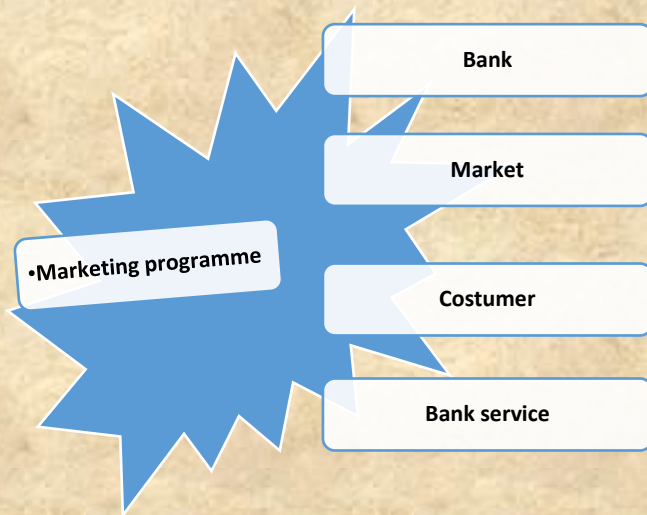 Bank
Market
•Marketing programme
Costumer
Bank service